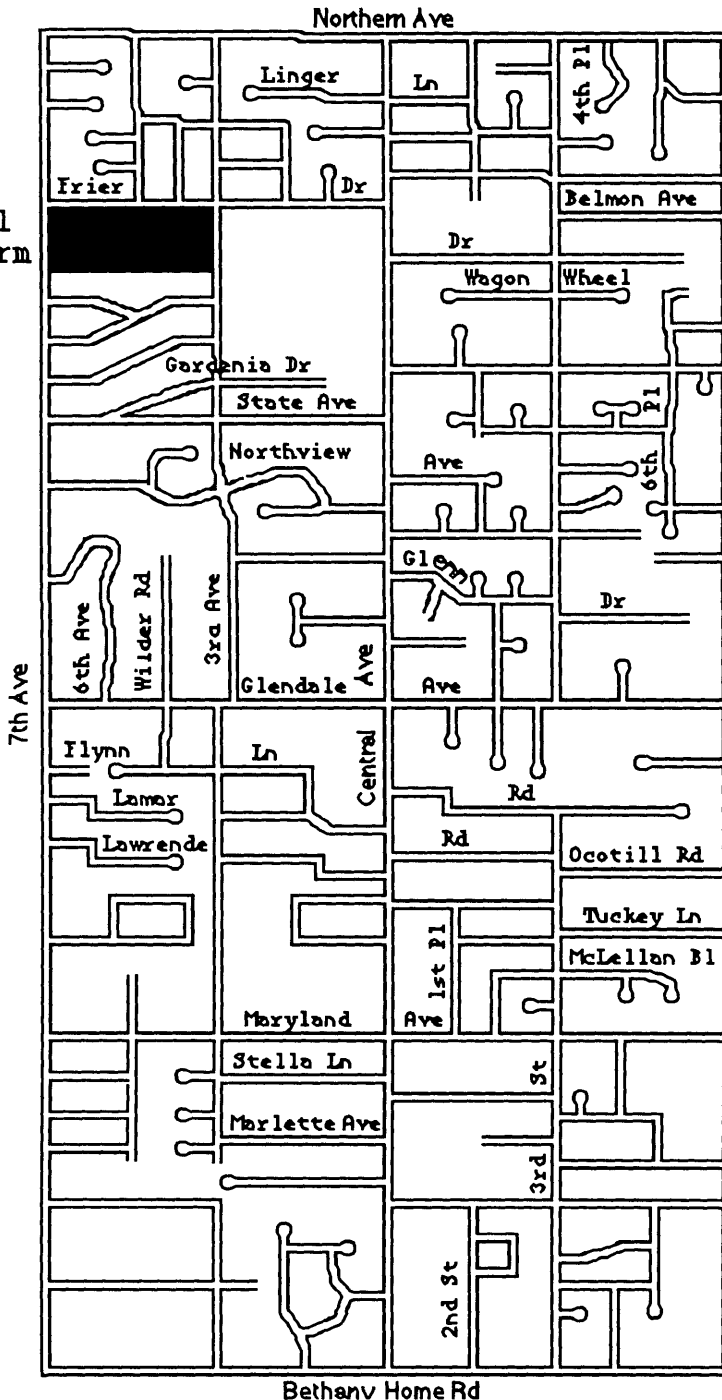 Northern Ave
Linger Ln
4th Pl
Frier Dr
Belmon Ave
l
rm
Dr
Wagon Wheel
Gardenia Dr
State Ave
6th Pl
Northview Ave
Glenn Dr
6th Ave
Wilder Rd
3ra Ave
Glendale Ave
7th Ave
Central Ave
Flynn Ln
Lamar Rd
Lawrende Rd
Ocotill Rd
Tuckey Ln
McLellan Bl
1st Pl
Maryland Ave
Stella Ln
Marlette Ave
3rd St
2nd St
Bethany Home Rd